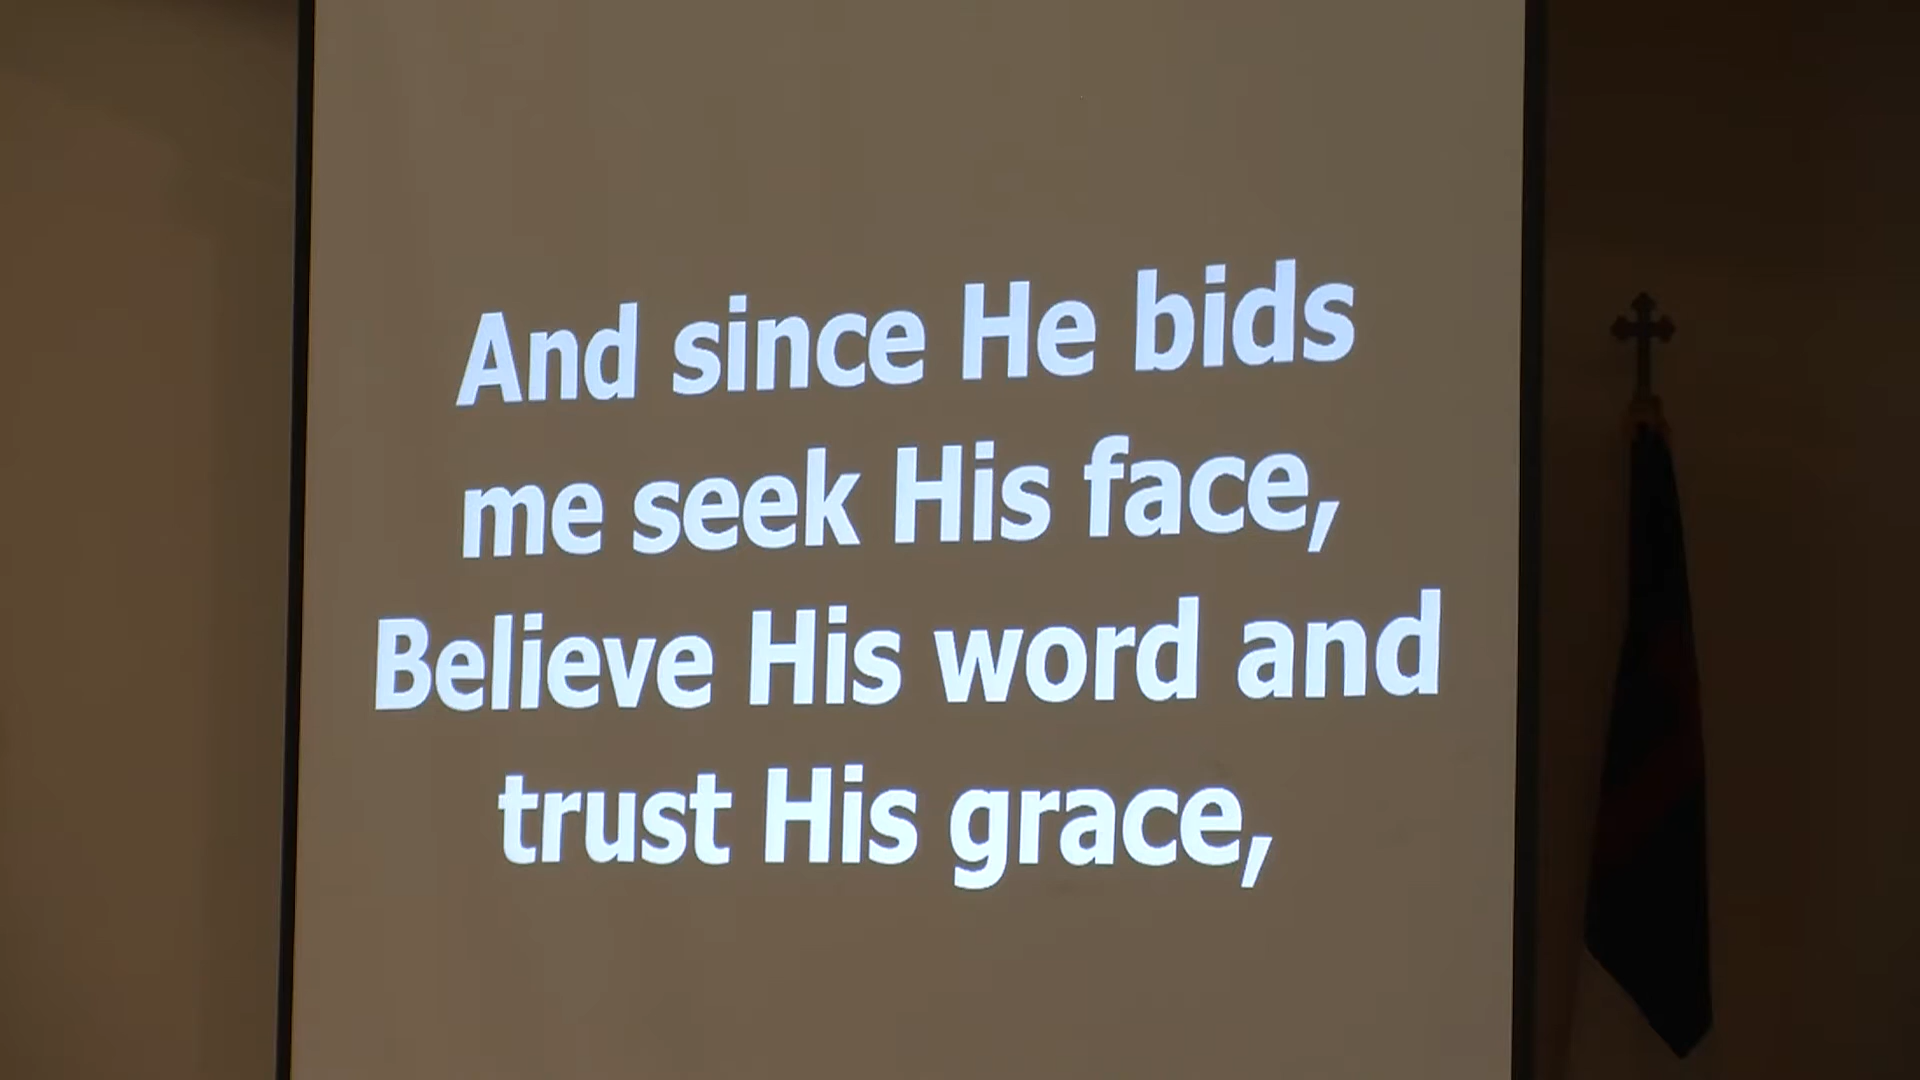 And since He bids
me seek His face,
Believe His word and
trust His grace,